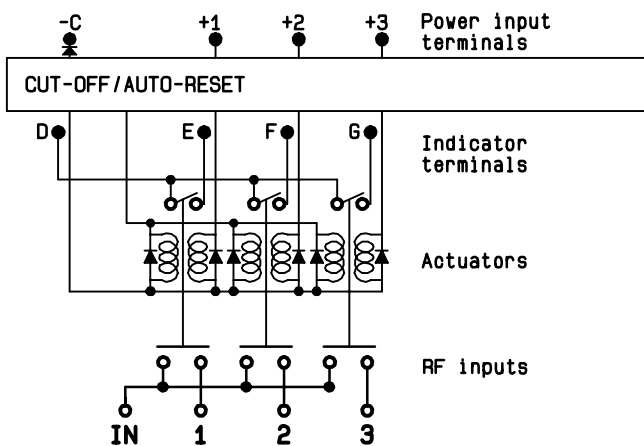 -C +1 +2 +3 Power input
terminals
CUT-OFF/AUTO-RESET
D E F G Indicator
terminals
Actuators
RF inputs
IN 1 2 3